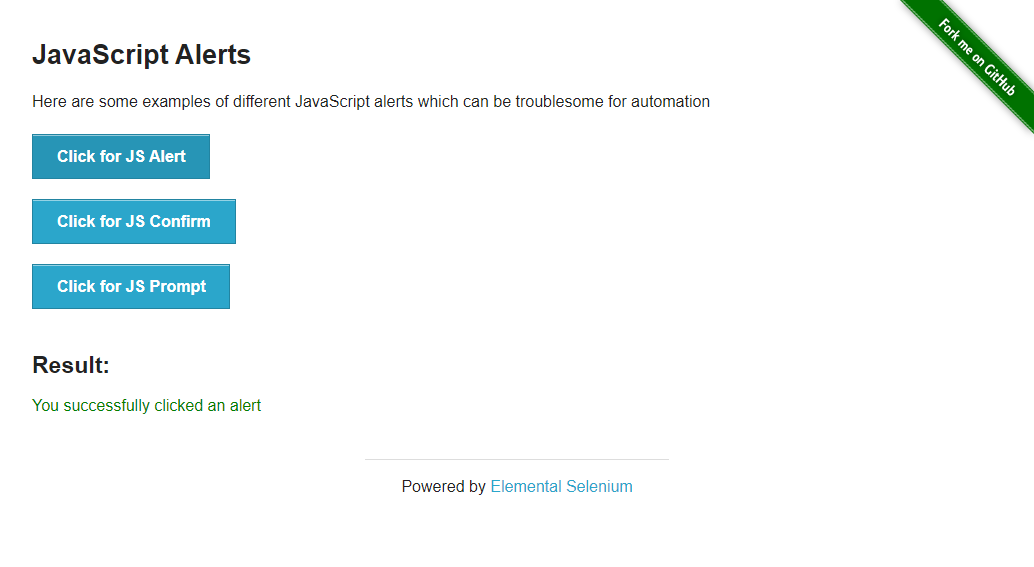 Fork me on GitHub
JavaScript Alerts
Here are some examples of different JavaScript alerts which can be troublesome for automation
Click for JS Alert
Click for JS Confirm
Click for JS Prompt
Result:
You successfully clicked an alert
Powered by Elemental Selenium